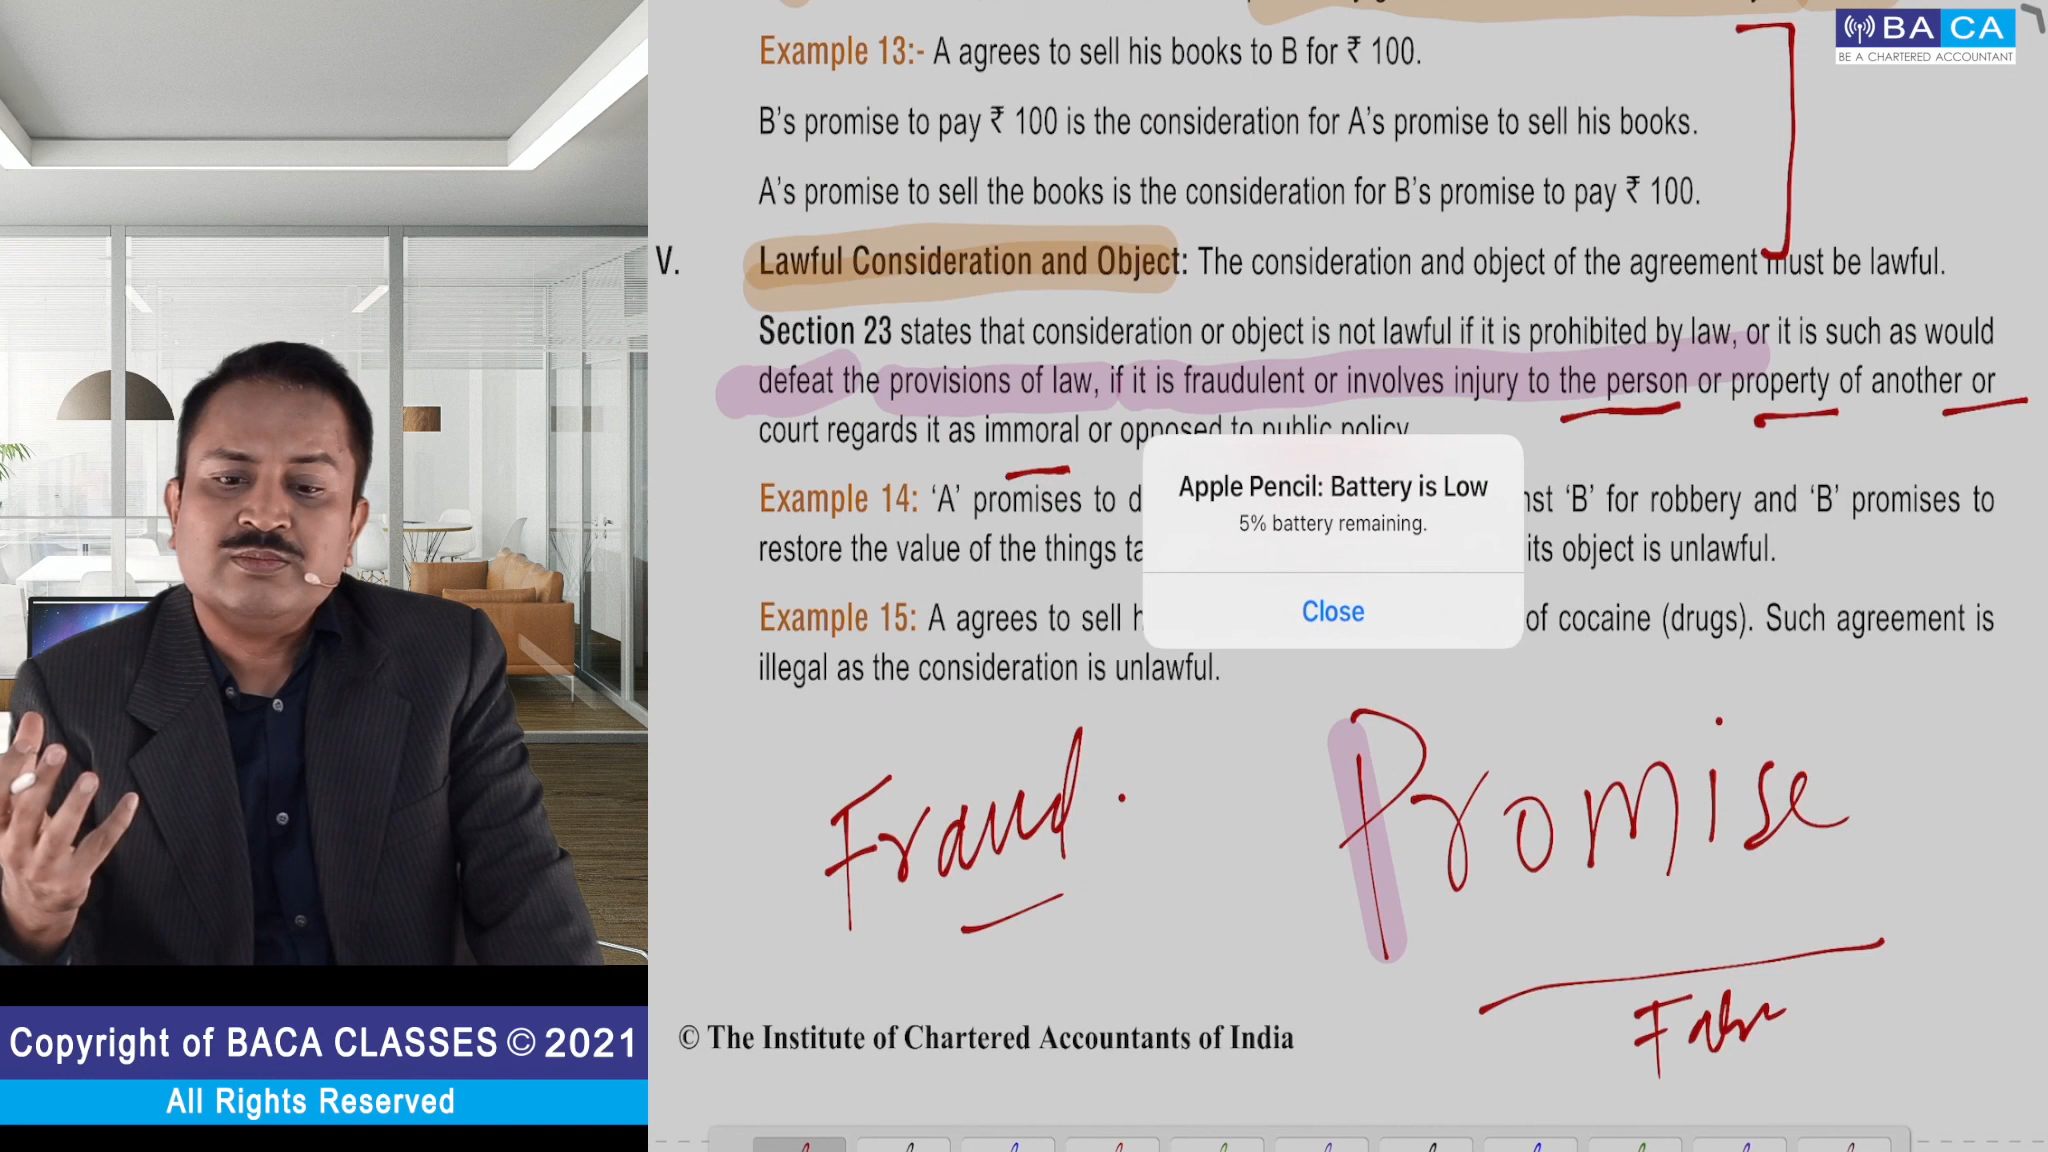 BA CA
BE A CHARTERED ACCOUNTANT
Example 13:- A agrees to sell his books to B for ₹ 100.
B's promise to pay ₹ 100 is the consideration for A's promise to sell his books.
A's promise to sell the books is the consideration for B's promise to pay ₹ 100.
V. Lawful Consideration and Object: The consideration and object of the agreement must be lawful.
Section 23 states that consideration or object is not lawful if it is prohibited by law, or it is such as would
defeat the provisions of law, if it is fraudulent or involves injury to the person or property of another or
court regards it as immoral or opposed to public policy
Apple Pencil: Battery is Low
5% battery remaining.
Close
Example 14: 'A' promises to d nst 'B' for robbery and 'B' promises to
restore the value of the things ta its object is unlawful.
Example 15: A agrees to sell h of cocaine (drugs). Such agreement is
illegal as the consideration is unlawful.
Fraud.
Promise
© The Institute of Chartered Accountants of India
Copyright of BACA CLASSES © 2021
All Rights Reserved